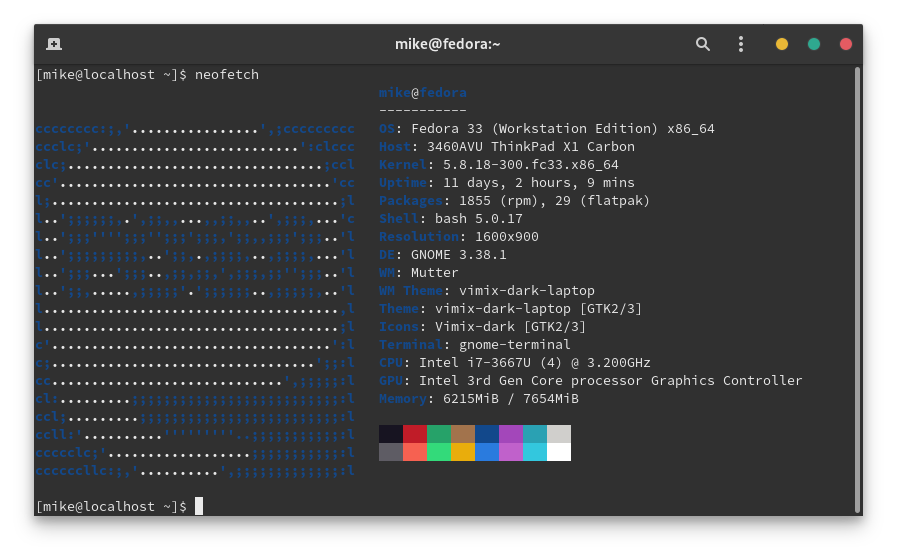 mike@fedora:~
[mike@localhost ~]$ neofetch
mike@fedora
-----------
OS: Fedora 33 (Workstation Edition) x86_64
Host: 3460AVU ThinkPad X1 Carbon
Kernel: 5.8.18-300.fc33.x86_64
Uptime: 11 days, 2 hours, 9 mins
Packages: 1855 (rpm), 29 (flatpak)
Shell: bash 5.0.17
Resolution: 1600x900
DE: GNOME 3.38.1
WM: Mutter
WM Theme: vimix-dark-laptop
Theme: vimix-dark-laptop [GTK2/3]
Icons: Vimix-dark [GTK2/3]
Terminal: gnome-terminal
CPU: Intel i7-3667U (4) @ 3.200GHz
GPU: Intel 3rd Gen Core processor Graphics Controller
Memory: 6215MiB / 7654MiB
[mike@localhost ~]$